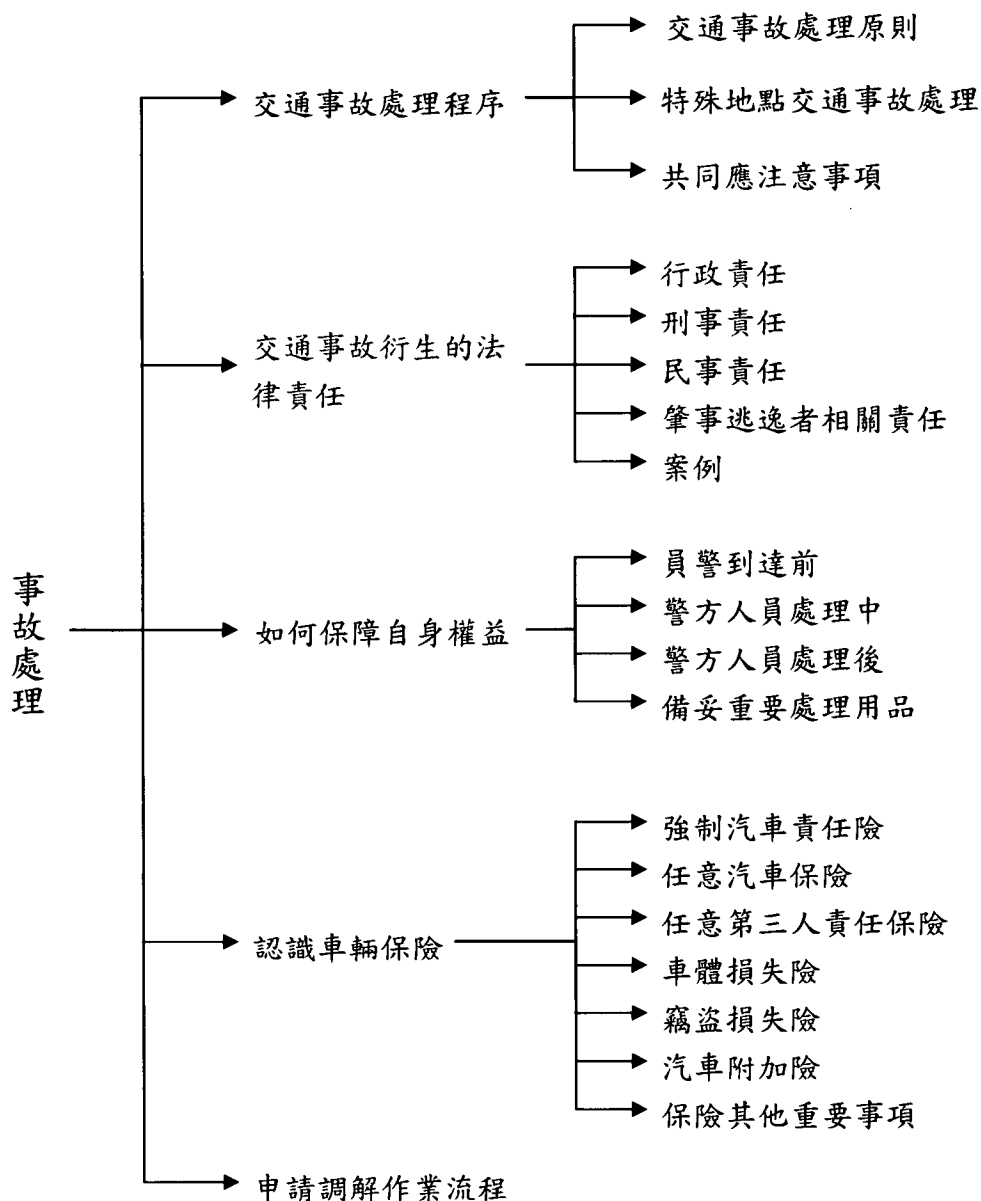 事故處理
交通事故處理程序
交通事故處理原則
特殊地點交通事故處理
共同應注意事項
交通事故衍生的法
律責任
行政責任
刑事責任
民事責任
肇事逃逸者相關責任
案例
如何保障自身權益
員警到達前
警方人員處理中
警方人員處理後
備妥重要處理用品
認識車輛保險
強制汽車責任險
任意汽車保險
任意第三人責任保險
車體損失險
竊盜損失險
汽車附加險
保險其他重要事項
申請調解作業流程